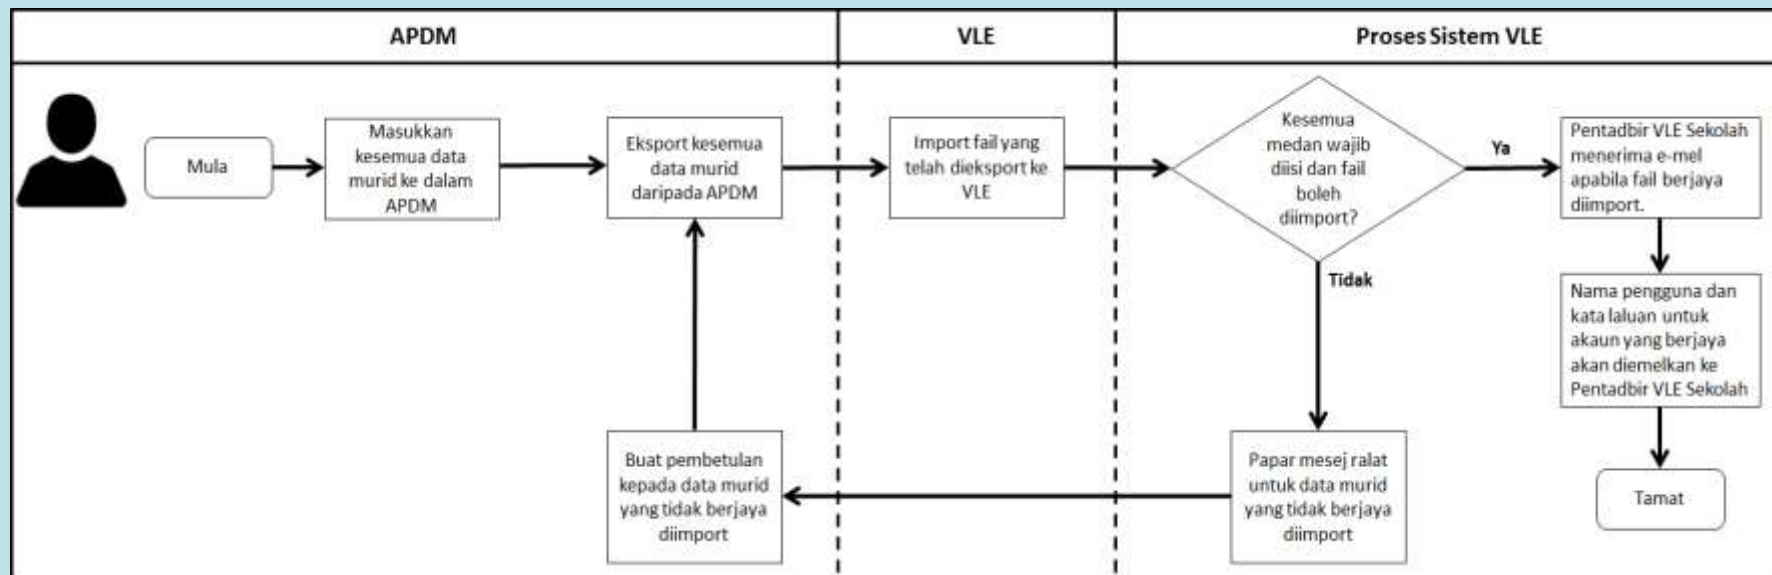 APDM
VLE
Proses Sistem VLE
Mula
Masukkan
kesemua data
murid ke dalam
APDM
Eksport kesemua
data murid
daripada APDM
Import fail yang
telah dieksport ke
VLE
Kesemua
medan wajib
diisi dan fail
boleh
diimport?
Ya
Pentadbir VLE Sekolah
menerima e-mel
apabila fail berjaya
diimport.
Tidak
Nama pengguna dan
kata laluan untuk
akaun yang berjaya
akan diemelkan ke
Pentadbir VLE Sekolah
Buat pembetulan
kepada data murid
yang tidak berjaya
diimport
Papar mesej ralat
untuk data murid
yang tidak berjaya
diimport
Tamat